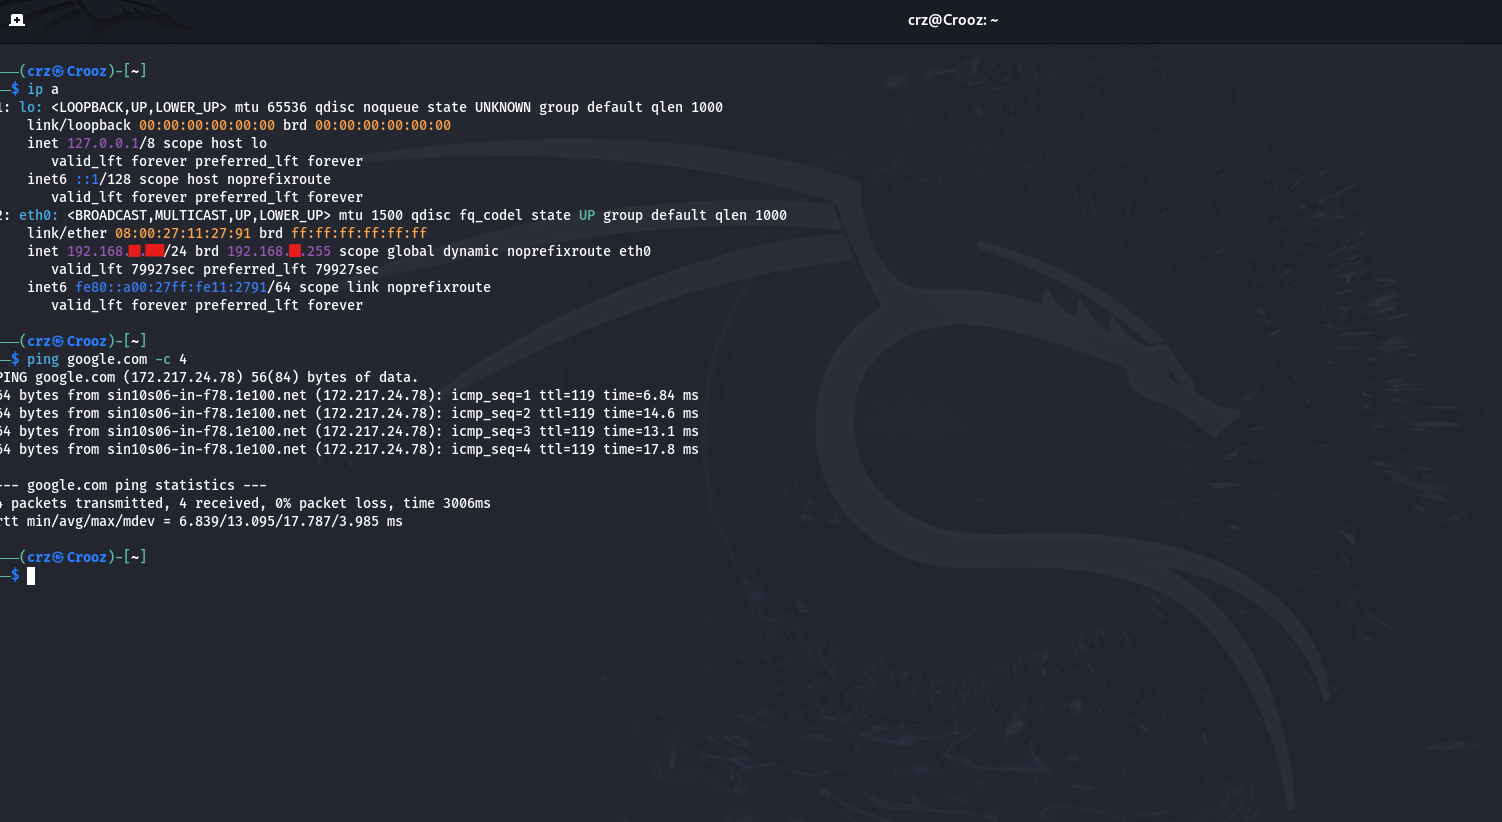 crz@Crooz: ~
(crz㉿Crooz)-[~]
$ ip a
1: lo: <LOOPBACK,UP,LOWER_UP> mtu 65536 qdisc noqueue state UNKNOWN group default qlen 1000
link/loopback 00:00:00:00:00:00 brd 00:00:00:00:00:00
inet 127.0.0.1/8 scope host lo
valid_lft forever preferred_lft forever
inet6 ::1/128 scope host noprefixroute
valid_lft forever preferred_lft forever
2: eth0: <BROADCAST,MULTICAST,UP,LOWER_UP> mtu 1500 qdisc fq_codel state UP group default qlen 1000
link/ether 08:00:27:11:27:91 brd ff:ff:ff:ff:ff:ff
inet 192.168. . /24 brd 192.168. .255 scope global dynamic noprefixroute eth0
valid_lft 79927sec preferred_lft 79927sec
inet6 fe80::a00:27ff:fe11:2791/64 scope link noprefixroute
valid_lft forever preferred_lft forever
(crz㉿Crooz)-[~]
$ ping google.com -c 4
PING google.com (172.217.24.78) 56(84) bytes of data.
64 bytes from sin10s06-in-f78.1e100.net (172.217.24.78): icmp_seq=1 ttl=119 time=6.84 ms
64 bytes from sin10s06-in-f78.1e100.net (172.217.24.78): icmp_seq=2 ttl=119 time=14.6 ms
64 bytes from sin10s06-in-f78.1e100.net (172.217.24.78): icmp_seq=3 ttl=119 time=13.1 ms
64 bytes from sin10s06-in-f78.1e100.net (172.217.24.78): icmp_seq=4 ttl=119 time=17.8 ms
--- google.com ping statistics ---
4 packets transmitted, 4 received, 0% packet loss, time 3006ms
rtt min/avg/max/mdev = 6.839/13.095/17.787/3.985 ms
(crz㉿Crooz)-[~]
$